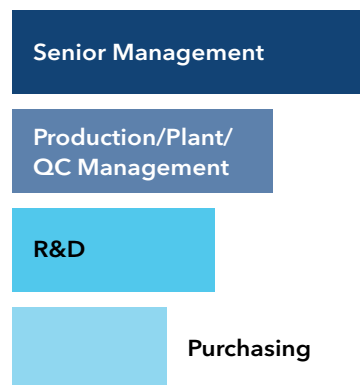 Senior Management
Production/Plant/
QC Management
R&D
Purchasing